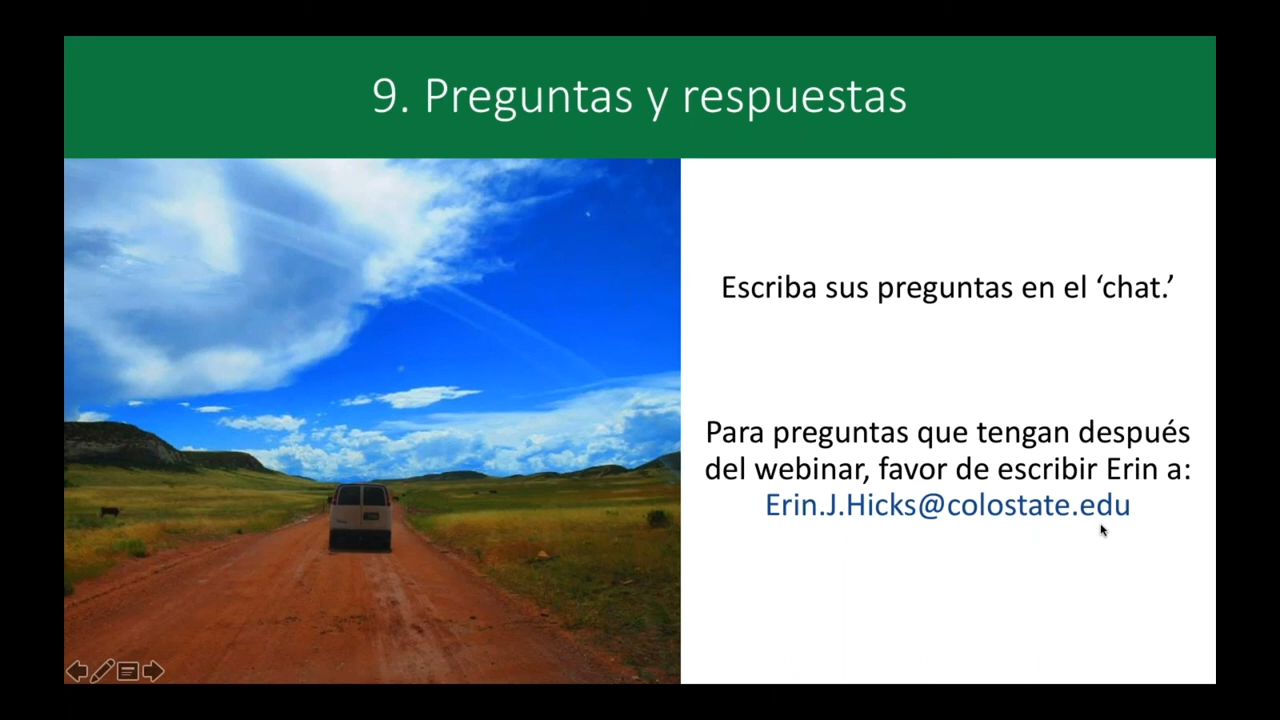 9. Preguntas y respuestas
Escriba sus preguntas en el ‘chat.’
Para preguntas que tengan después
del webinar, favor de escribir Erin a:
Erin.J.Hicks@colostate.edu